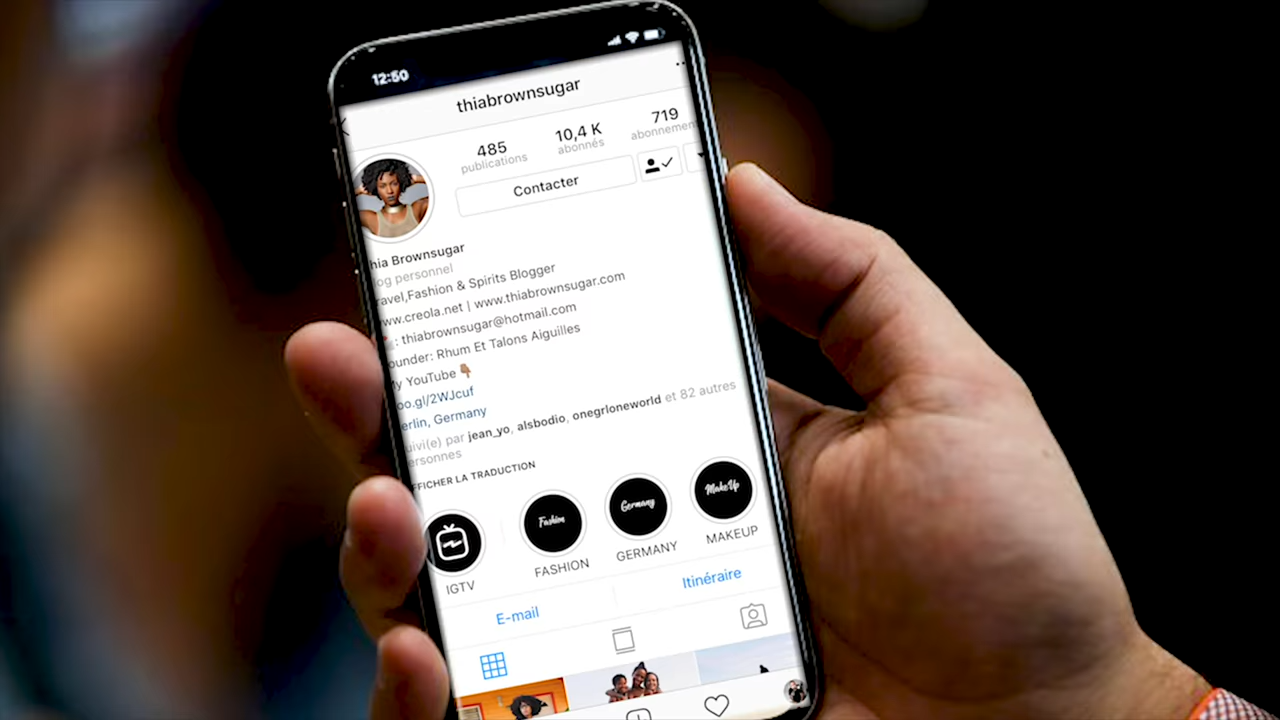 12:50
thiabrownsugar
485
publications
10,4 K
abonnés
719
abonnemen
Contacter
hia Brownsugar
og personnel
ravel,Fashion & Spirits Blogger
ww.creola.net | www.thiabrownsugar.com
: thiabrownsugar@hotmail.com
ounder: Rhum Et Talons Aiguilles
y YouTube 👇🏾
oo.gl/2WJcuf
erlin, Germany
uivi(e) par jean_yo, alsbodio, onegrloneworld et 82 autres
ersonnes
FFICHER LA TRADUCTION
Fashion
Germany
MakeUp
IGTV
FASHION
GERMANY
MAKEUP
E-mail
Itinéraire